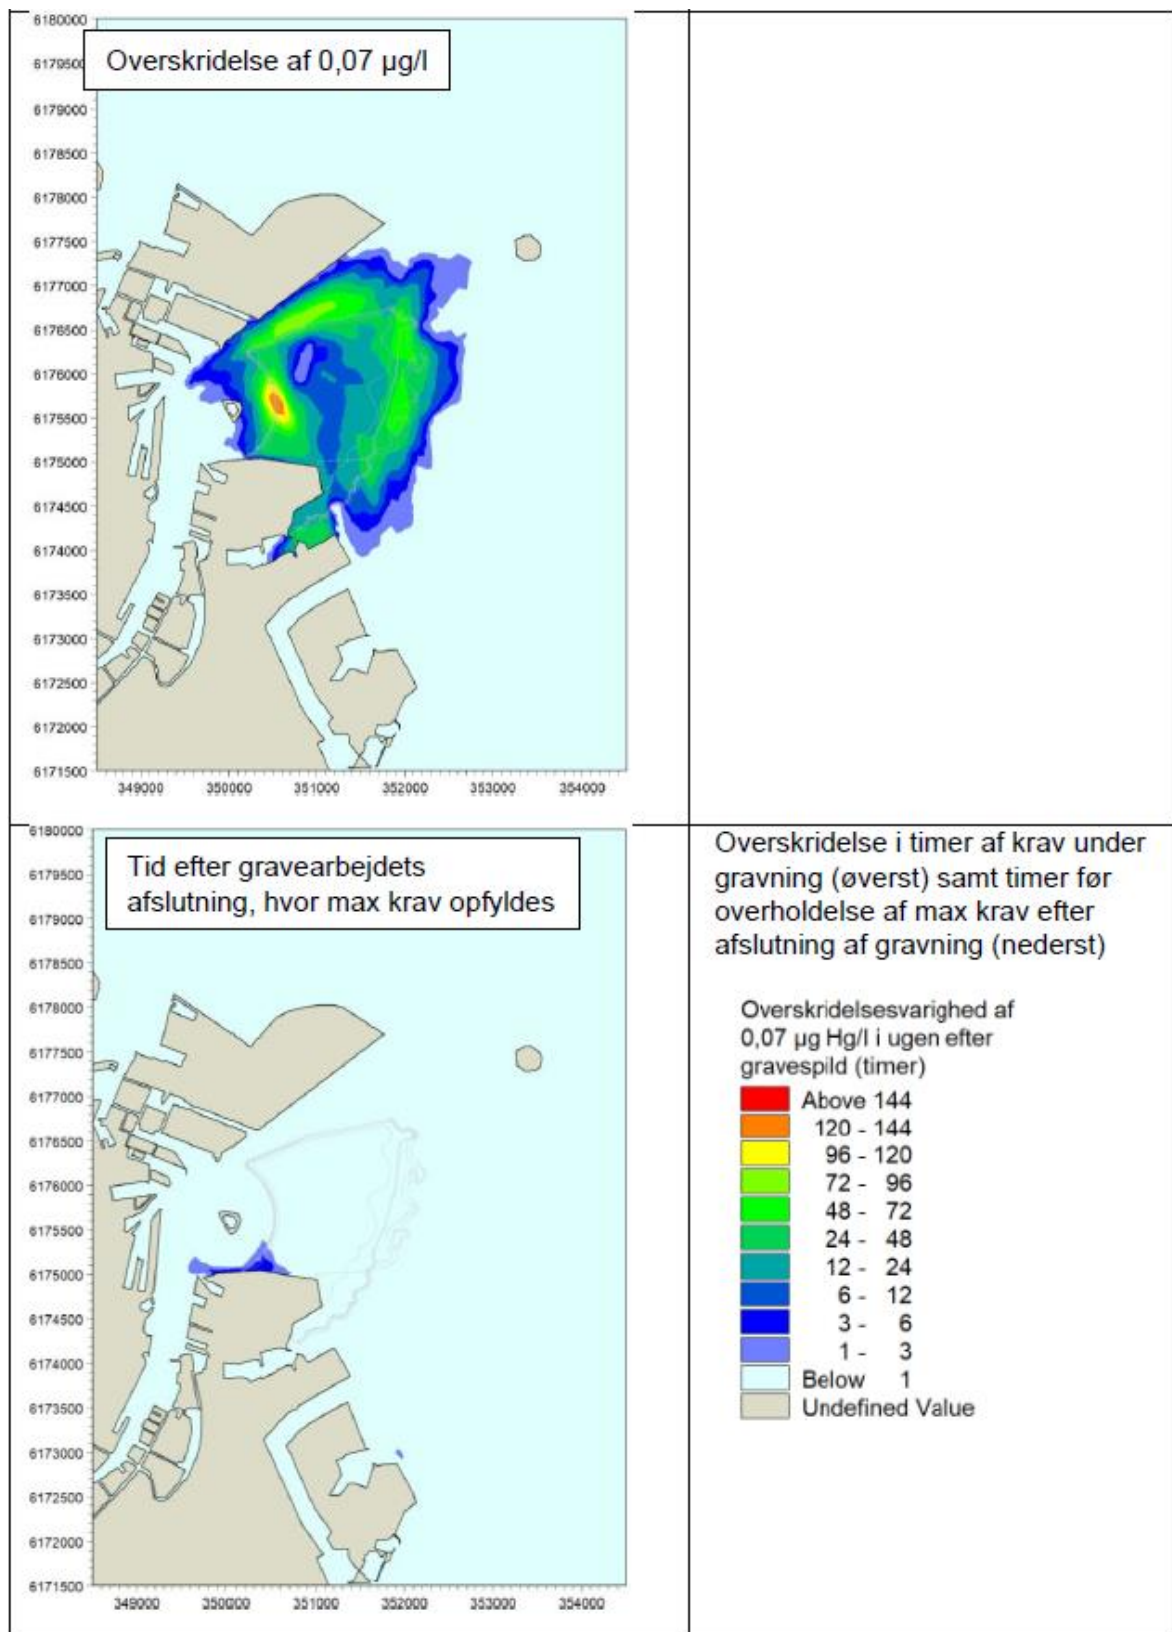 6180000
Overskridelse af 0,07 µg/l
6179500
6179000
6178500
6178000
6177500
6177000
6176500
6176000
6175500
6175000
6174500
6174000
6173500
6173000
6172500
6172000
6171500
349000 350000 351000 352000 353000 354000
6180000
Tid efter gravearbejdets
afslutning, hvor max krav opfyldes
6179500
6179000
6178500
6178000
6177500
6177000
6176500
6176000
6175500
6175000
6174500
6174000
6173500
6173000
6172500
6172000
6171500
349000 350000 351000 352000 353000 354000
Overskridelse i timer af krav under
gravning (øverst) samt timer før
overholdelse af max krav efter
afslutning af gravning (nederst)
Overskridelsesvarighed af
0,07 µg Hg/l i ugen efter
gravespild (timer)
Above 144
120 - 144
96 - 120
72 - 96
48 - 72
24 - 48
12 - 24
6 - 12
3 - 6
1 - 3
Below 1
Undefined Value